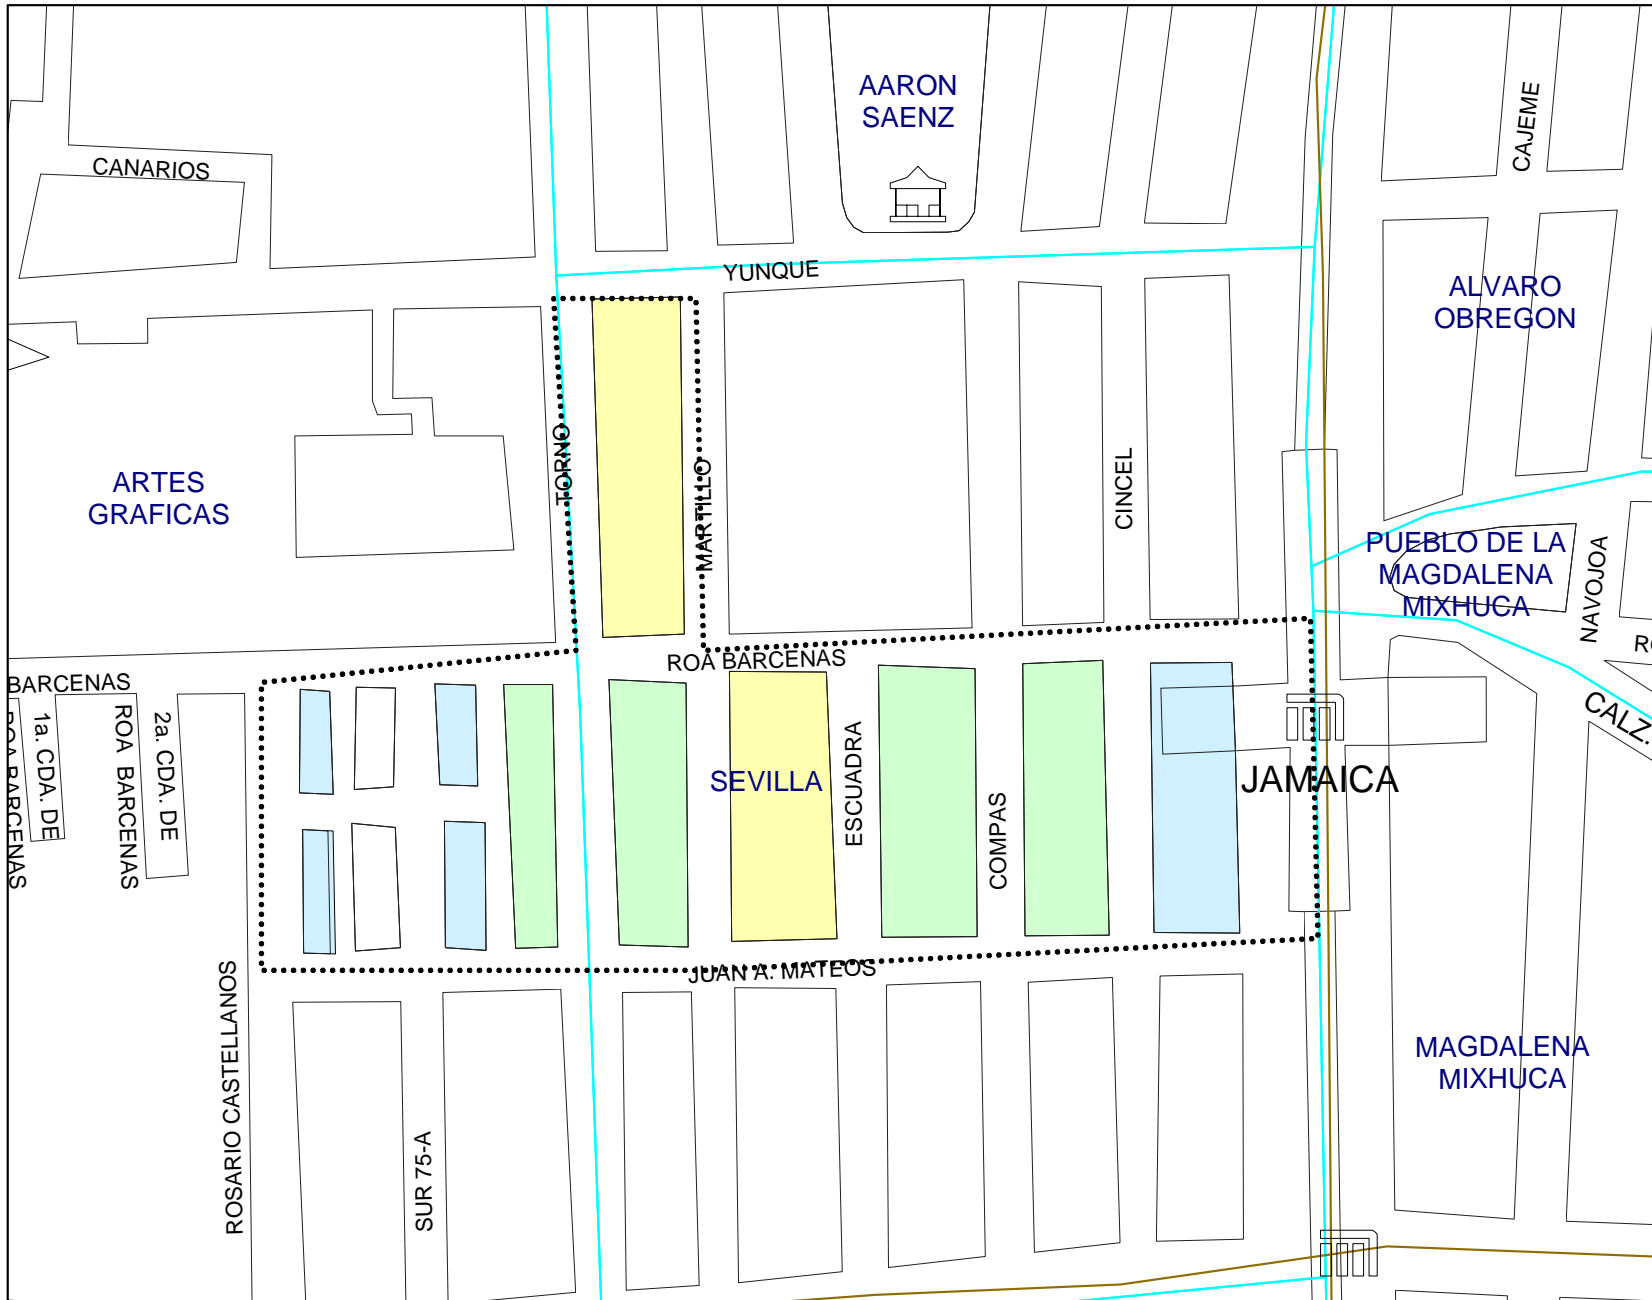 AARON
SAENZ
CAJEME
CANARIOS
YUNQUE
ALVARO
OBREGON
TORNO
MARTILLO
CINCEL
ARTES
GRAFICAS
PUEBLO DE LA
MAGDALENA
MIXHUCA
NAVOJOA
ROA BARCENAS
BARCENAS
1a. CDA. DE
ROA BARCENAS
2a. CDA. DE
ROA BARCENAS
CALZ.
SEVILLA
ESCUADRA
COMPAS
JAMAICA
JUAN A. MATEOS
ROSARIO CASTELLANOS
SUR 75-A
MAGDALENA
MIXHUCA